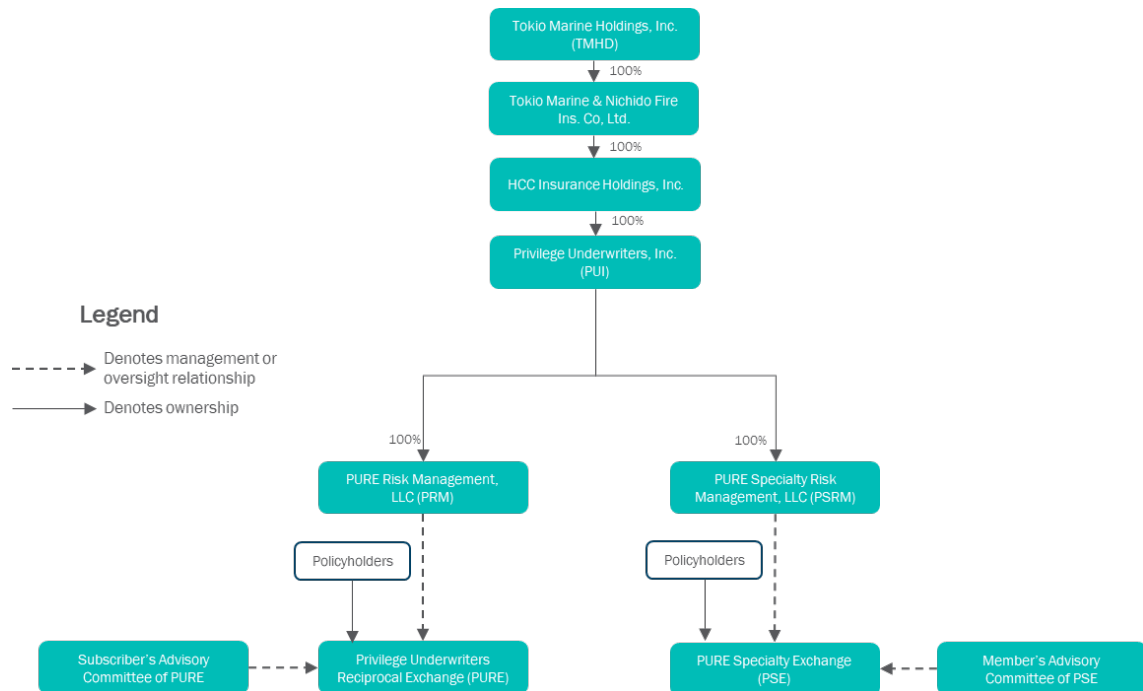 Tokio Marine Holdings, Inc.
(TMHD)
100%
Tokio Marine & Nichido Fire
Ins. Co, Ltd.
100%
HCC Insurance Holdings, Inc.
100%
Privilege Underwriters, Inc.
(PUI)
Legend
Denotes management or
oversight relationship
Denotes ownership
100%
100%
PURE Risk Management,
LLC (PRM)
PURE Specialty Risk
Management, LLC (PSRM)
Policyholders
Policyholders
Subscriber's Advisory
Committee of PURE
Privilege Underwriters
Reciprocal Exchange (PURE)
PURE Specialty Exchange
(PSE)
Member's Advisory
Committee of PSE